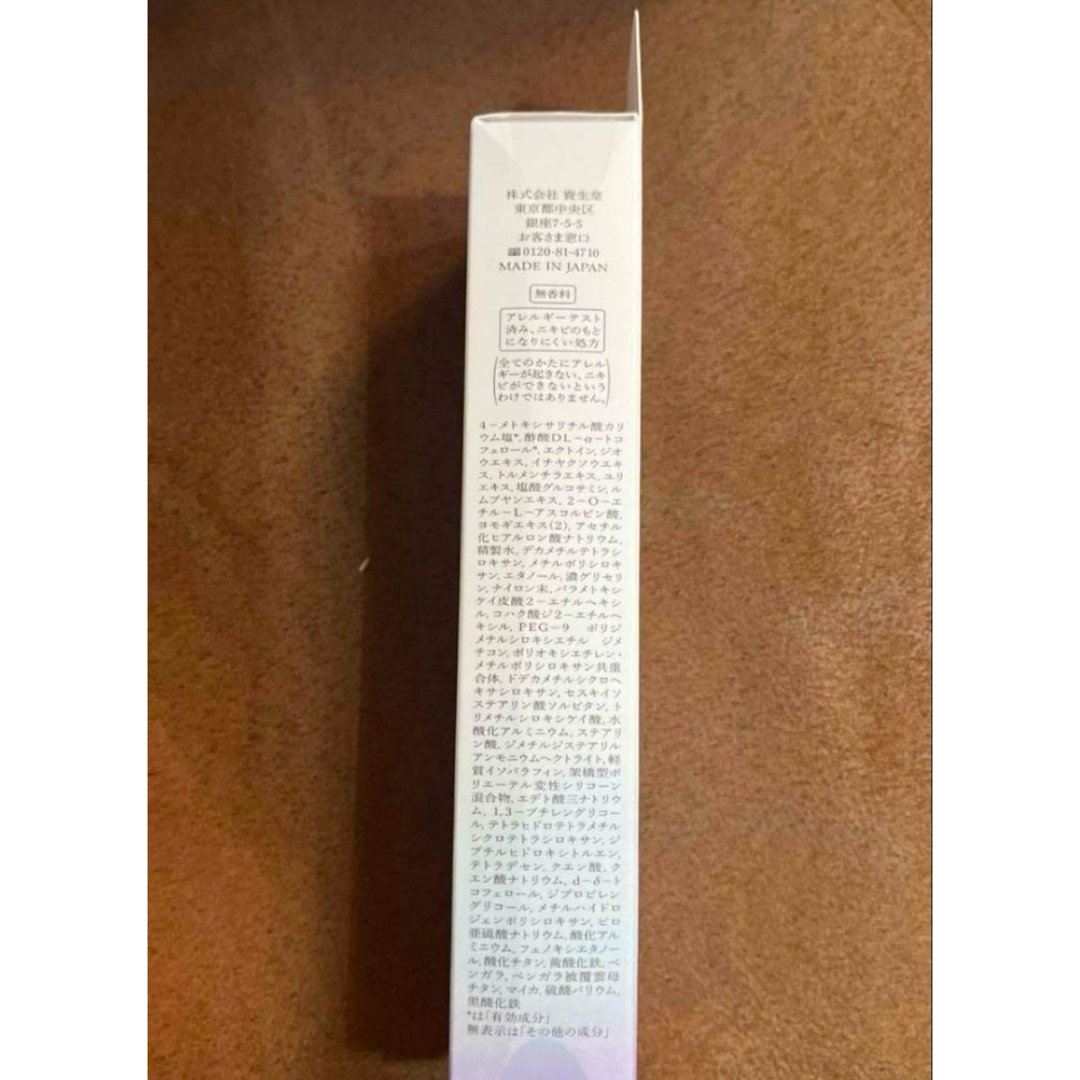 株式会社 資生堂
東京都中央区
銀座7-5-5
お客さま窓口
0120-81-4710
MADE IN JAPAN
無香料
アレルギーテスト
済み、ニキビのもと
になりにくい処方
(全てのかたにアレル
ギーが起きない、ニキ
ビができないという
わけではありません。)
4－メトキシサリチル酸カリ
ウム塩*, 酢酸DL－α－トコ
フェロール*, エクトイン, ジオ
ウエキス, イチヤクソウエキ
ス, トルメンチラエキス, ユリ
エキス, 塩酸グルコサミン, ル
ムプヤンエキス, 2－O－エ
チル－L－アスコルビン酸,
ヨモギエキス(2), アセチル
化ヒアルロン酸ナトリウム,
精製水, デカメチルテトラシ
ロキサン, メチルポリシロキ
サン, エタノール, 濃グリセリ
ン, ナイロン末, パラメトキシ
ケイ皮酸2－エチルヘキシ
ル, コハク酸ジ2－エチルヘ
キシル, PEG－9　ポリジ
メチルシロキシエチル　ジメ
チコン, ポリオキシエチレン・
メチルポリシロキサン共重
合体, ドデカメチルシクロヘ
キサシロキサン, セスキイソ
ステアリン酸ソルビタン, ト
リメチルシロキシケイ酸, 水
酸化アルミニウム, ステアリ
ン酸, ジメチルジステアリル
アンモニウムヘクトライト, 軽
質イソパラフィン, 架橋型ポ
リエーテル変性シリコーン
混合物, エデト酸三ナトリウ
ム, 1,3－ブチレングリコー
ル, テトラヒドロテトラメチル
シクロテトラシロキサン, ジ
ブチルヒドロキシトルエン,
テトラデセン, クエン酸, ク
エン酸ナトリウム, d－δ－ト
コフェロール, ジプロピレン
グリコール, メチルハイドロ
ジェンポリシロキサン, ピロ
亜硫酸ナトリウム, 酸化アル
ミニウム, フェノキシエタノー
ル, 酸化チタン, 黄酸化鉄, ベ
ンガラ, ベンガラ被覆雲母
チタン, マイカ, 硫酸バリウム,
黒酸化鉄
*は「有効成分」
無表示は「その他の成分」